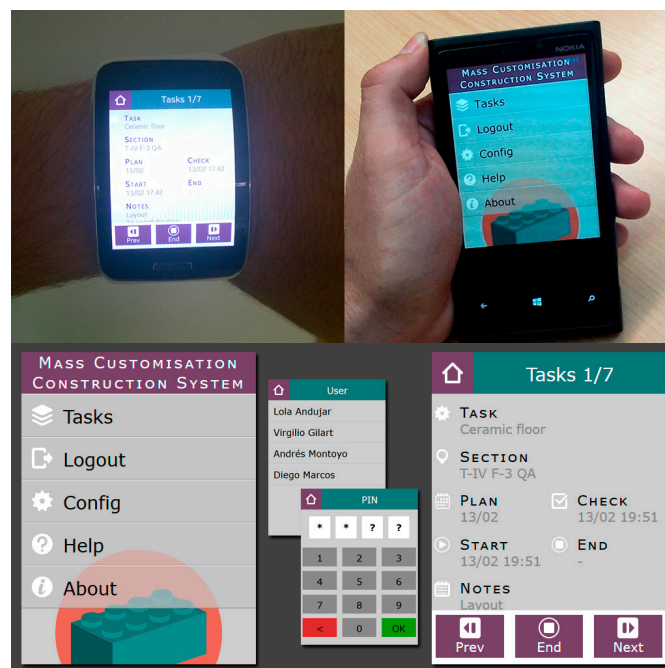 Tasks 1/7
TASK
Ceramic floor
SECTION
T-IV F-3 QA
PLAN
CHECK
13/02
13/02 17:42
START
END
13/02 17:42
-
NOTES
Layout
Prev
End
Next
NOKIA
MASS CUSTOMISATION
CONSTRUCTION SYSTEM
Tasks
Logout
Config
Help
About
MASS CUSTOMISATION
CONSTRUCTION SYSTEM
Tasks
Logout
Config
Help
About
User
Lola Andujar
Virgilio Gilart
Andrés Montoyo
Diego Marcos
PIN
* * ? ?
1 2 3
4 5 6
7 8 9
< 0 OK
Tasks 1/7
TASK
Ceramic floor
SECTION
T-IV F-3 QA
PLAN
CHECK
13/02
13/02 19:51
START
END
13/02 19:51
-
NOTES
Layout
Prev
End
Next